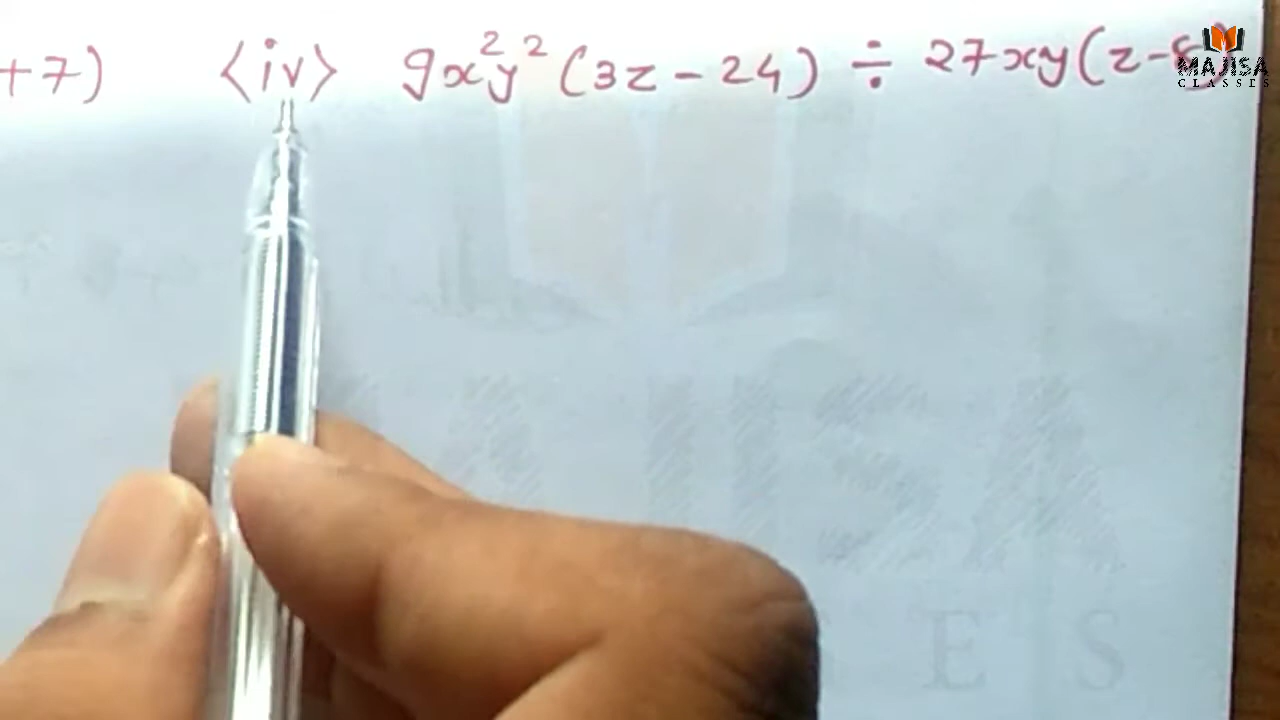 +7) <iv> 9x²y² (3z - 24) ÷ 27xy(z-8)
MAJISA
CLASSES